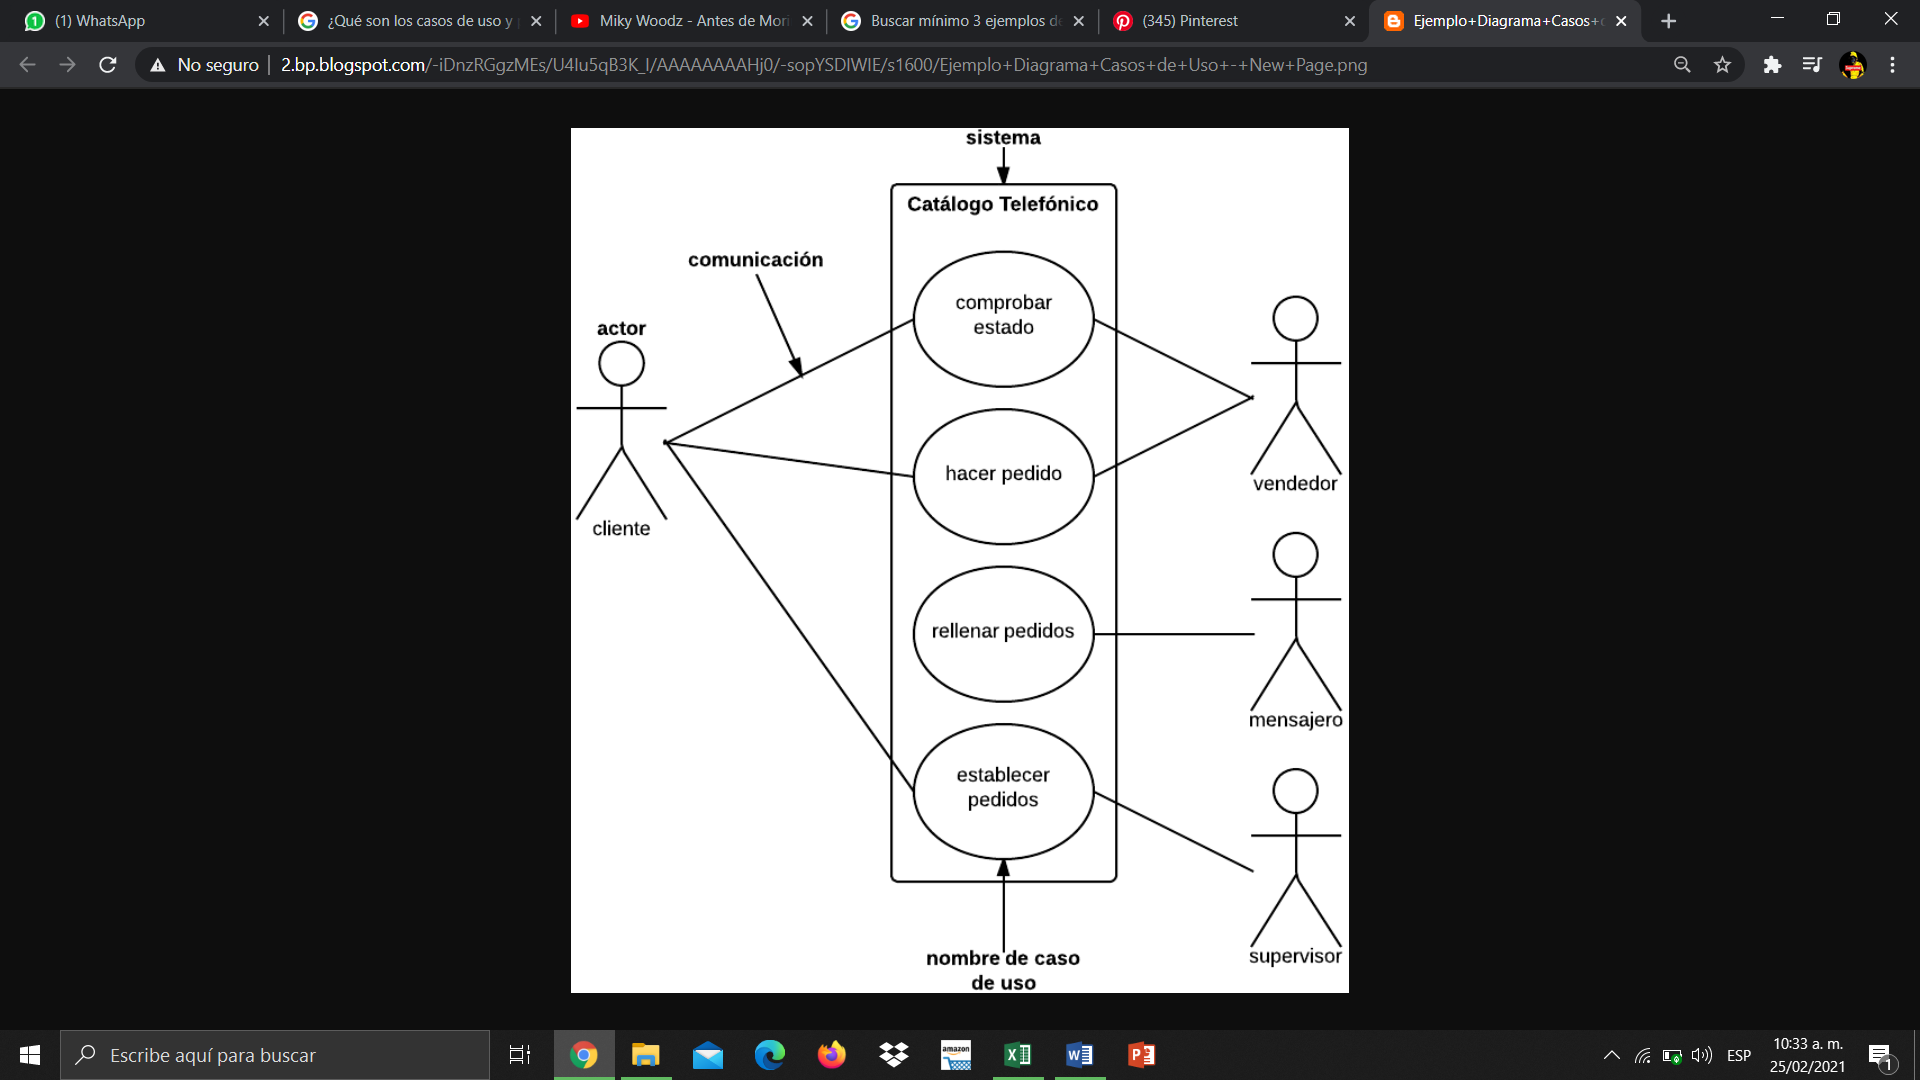 (1) WhatsApp
¿Qué son los casos de uso y
Miky Woodz - Antes de Mori
Buscar mínimo 3 ejemplos d
(345) Pinterest
Ejemplo+Diagrama+Casos+
No seguro
2.bp.blogspot.com/-iDnzRGgzMEs/U4Iu5qB3K_I/AAAAAAAAHj0/-sopYSDIWIE/s1600/Ejemplo+Diagrama+Casos+de+Uso+-+New+Page.png
sistema
Catálogo Telefónico
comunicación
comprobar
estado
actor
hacer pedido
vendedor
cliente
rellenar pedidos
mensajero
establecer
pedidos
supervisor
nombre de caso
de uso
Escribe aquí para buscar
amazon
ESP
10:33 a. m.
25/02/2021
1